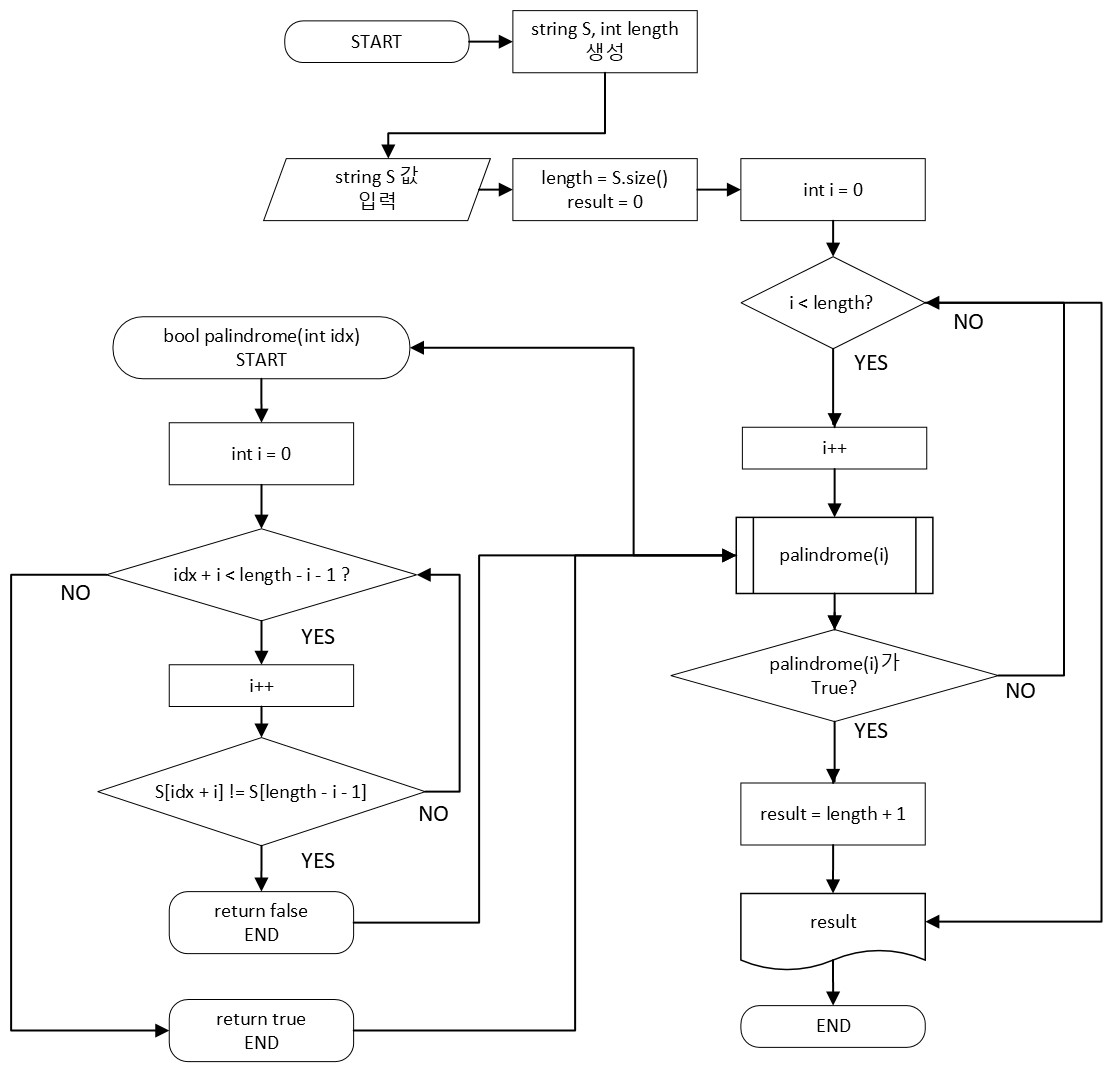 START
string S, int length
생성
string S 값
입력
length = S.size()
result = 0
int i = 0
i < length?
NO
YES
i++
palindrome(i)
palindrome(i)가
True?
NO
YES
result = length + 1
result
END
bool palindrome(int idx)
START
int i = 0
idx + i < length - i - 1 ?
NO
YES
i++
S[idx + i] != S[length - i - 1]
NO
YES
return false
END
return true
END